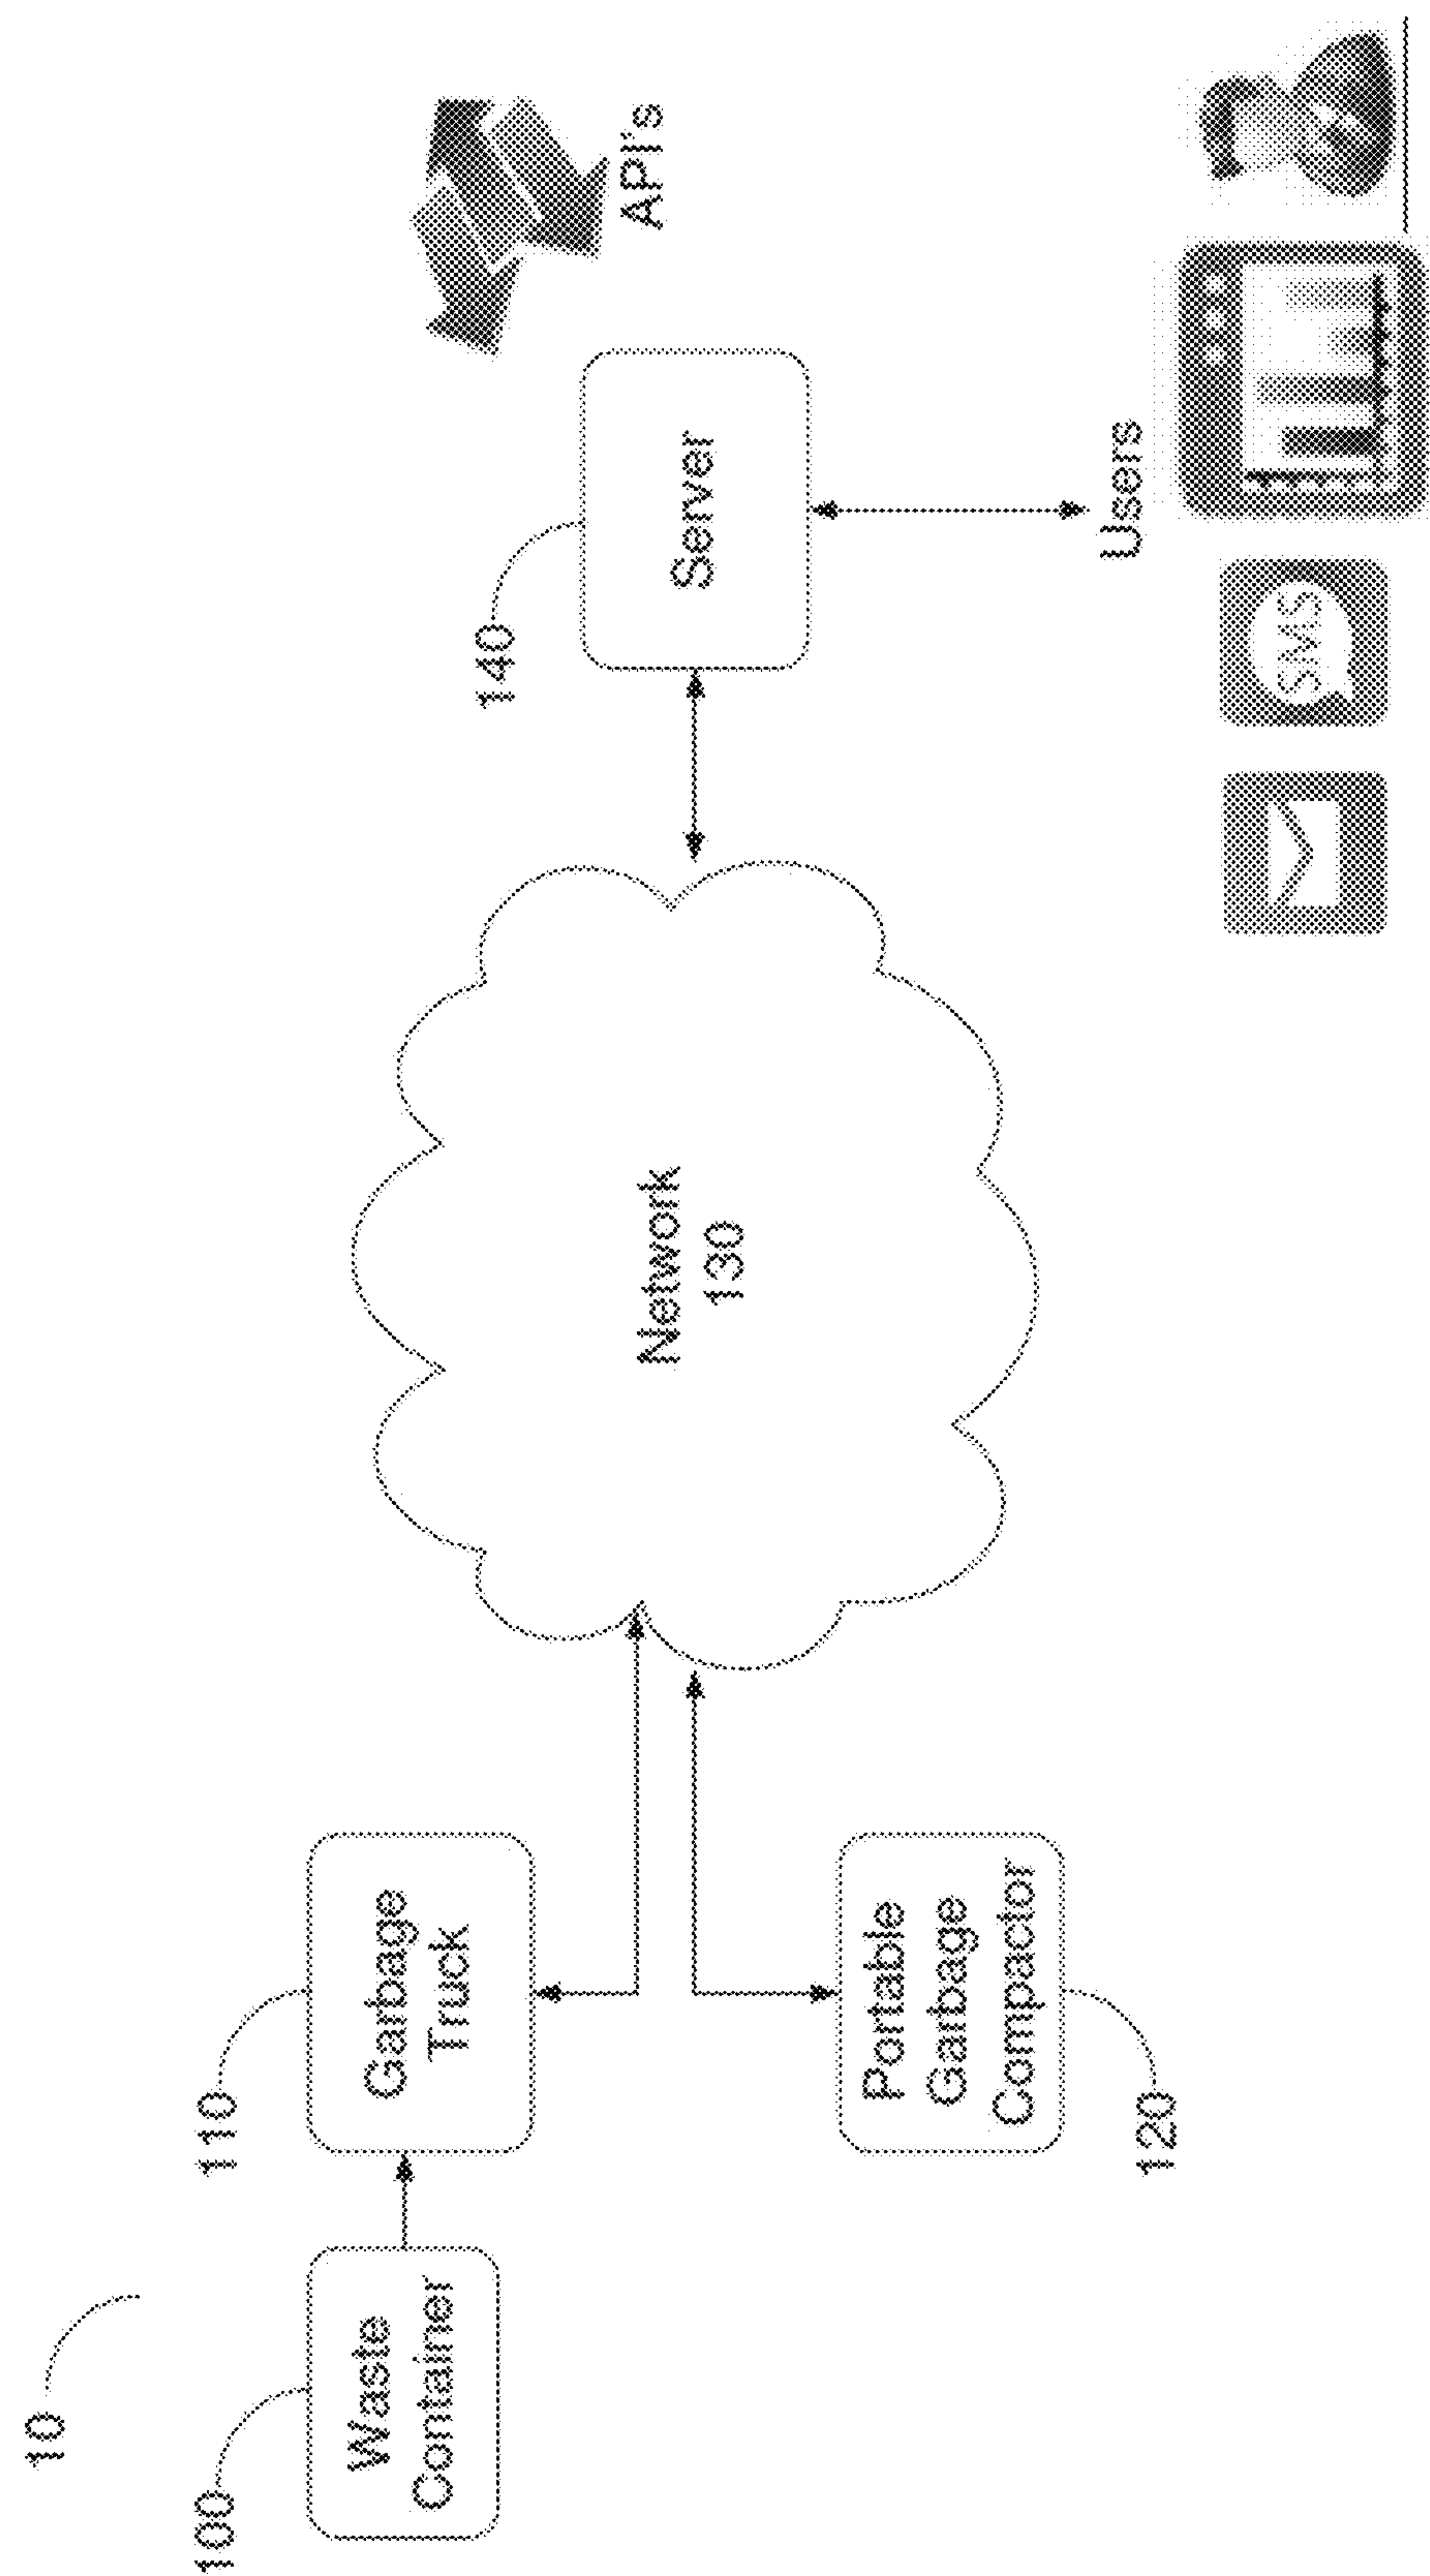 10
100
Waste
Container
110
Garbage
Truck
Portable
Garbage
Compactor
120
Network
130
140
Server
API's
Users
SMS